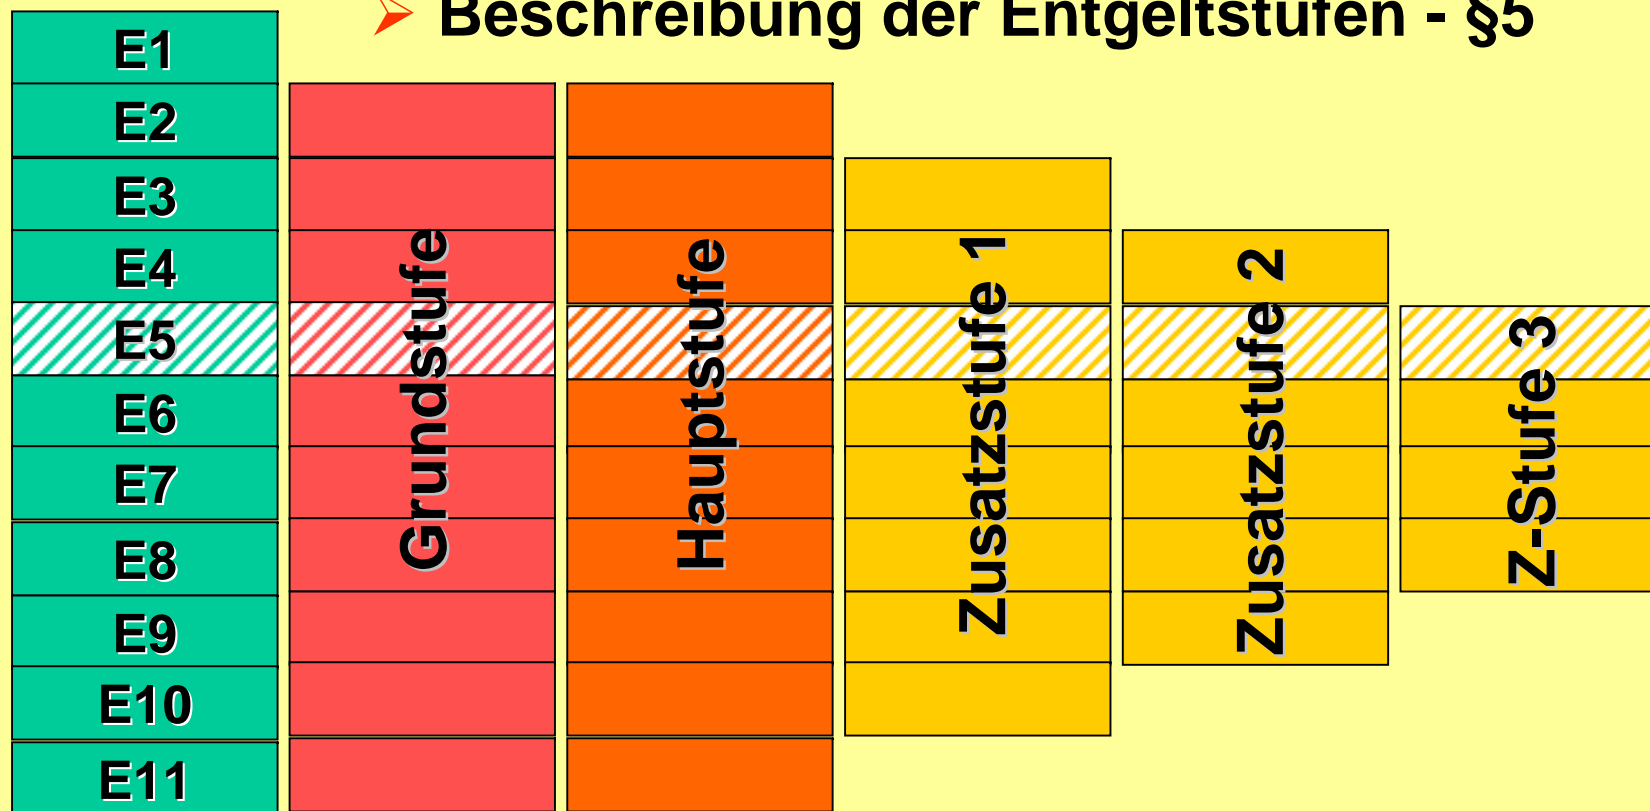 Beschreibung der Entgeltstufen - §5
E1
E2
E3
E4
E5
E6
E7
E8
E9
E10
E11
Grundstufe
Hauptstufe
Zusatzstufe 1
Zusatzstufe 2
Z-Stufe 3